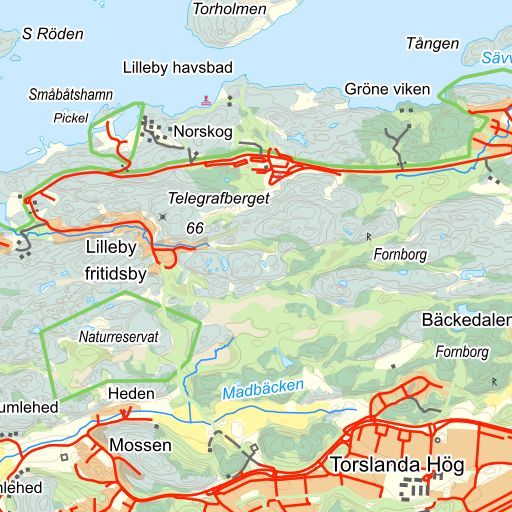 Torholmen
S Röden
Tången
Sävv
Lilleby havsbad
Gröne viken
Småbåtshamn
Pickel
Norskog
Telegrafberget
66
Lilleby
fritidsby
R
Fornborg
Bäckedalen
Naturreservat
Fornborg
R
Madbäcken
Heden
umlehed
Mossen
Torslanda Hög
lehed